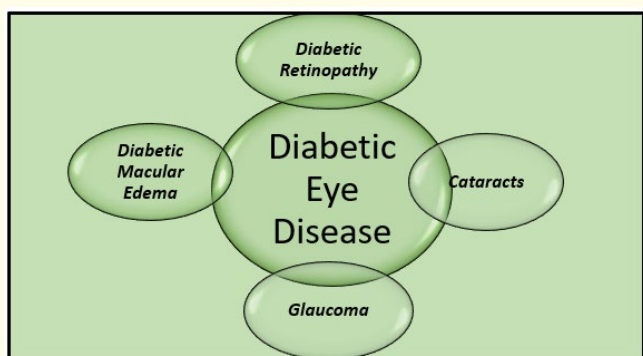 Diabetic
Retinopathy
Diabetic
Macular
Edema
Diabetic
Eye
Disease
Cataracts
Glaucoma